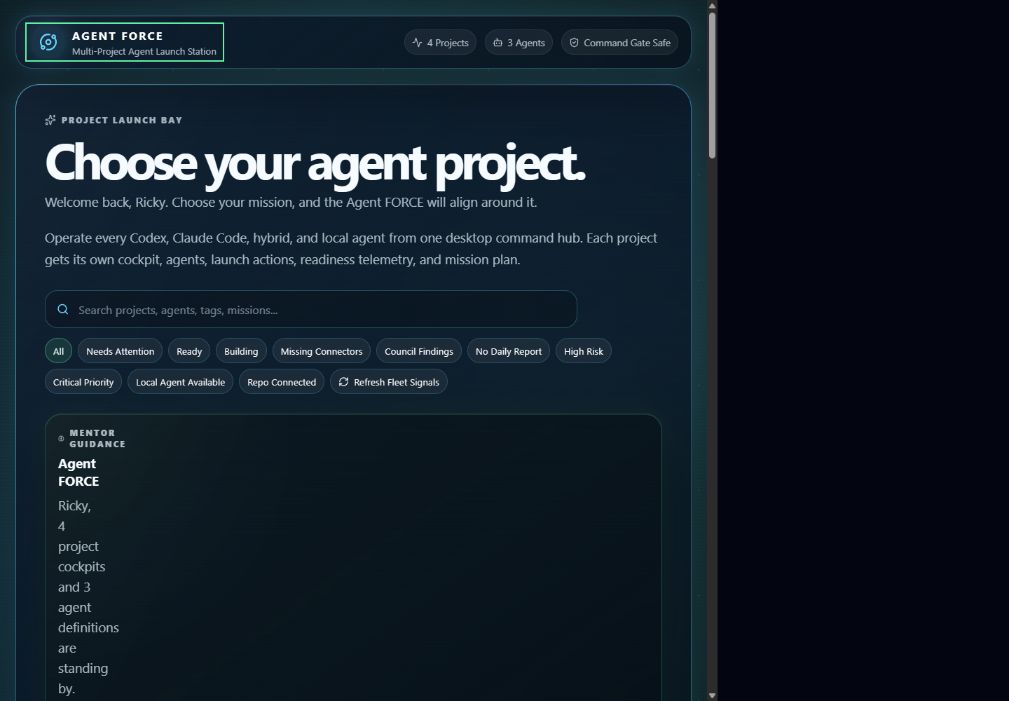 AGENT FORCE
Multi-Project Agent Launch Station
4 Projects
3 Agents
Command Gate Safe
PROJECT LAUNCH BAY
Choose your agent project.
Welcome back, Ricky. Choose your mission, and the Agent FORCE will align around it.
Operate every Codex, Claude Code, hybrid, and local agent from one desktop command hub. Each project
gets its own cockpit, agents, launch actions, readiness telemetry, and mission plan.
Search projects, agents, tags, missions...
All
Needs Attention
Ready
Building
Missing Connectors
Council Findings
No Daily Report
High Risk
Critical Priority
Local Agent Available
Repo Connected
Refresh Fleet Signals
MENTOR
GUIDANCE
Agent
FORCE
Ricky,
4
project
cockpits
and 3
agent
definitions
are
standing
by.